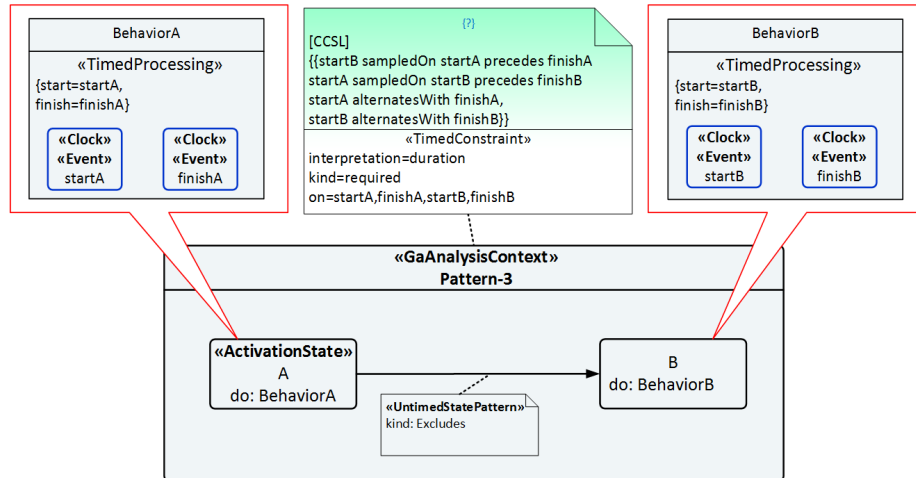 BehaviorA
«TimedProcessing»
{start=startA,
finish=finishA}
«Clock»
«Event»
startA
«Clock»
«Event»
finishA
{?}
[CCSL]
{{startB sampledOn startA precedes finishA
startA sampledOn startB precedes finishB
startA alternatesWith finishA,
startB alternatesWith finishB}}
«TimedConstraint»
interpretation=duration
kind=required
on=startA,finishA,startB,finishB
BehaviorB
«TimedProcessing»
{start=startB,
finish=finishB}
«Clock»
«Event»
startB
«Clock»
«Event»
finishB
«GaAnalysisContext»
Pattern-3
«ActivationState»
A
do: BehaviorA
«UntimedStatePattern»
kind: Excludes
B
do: BehaviorB